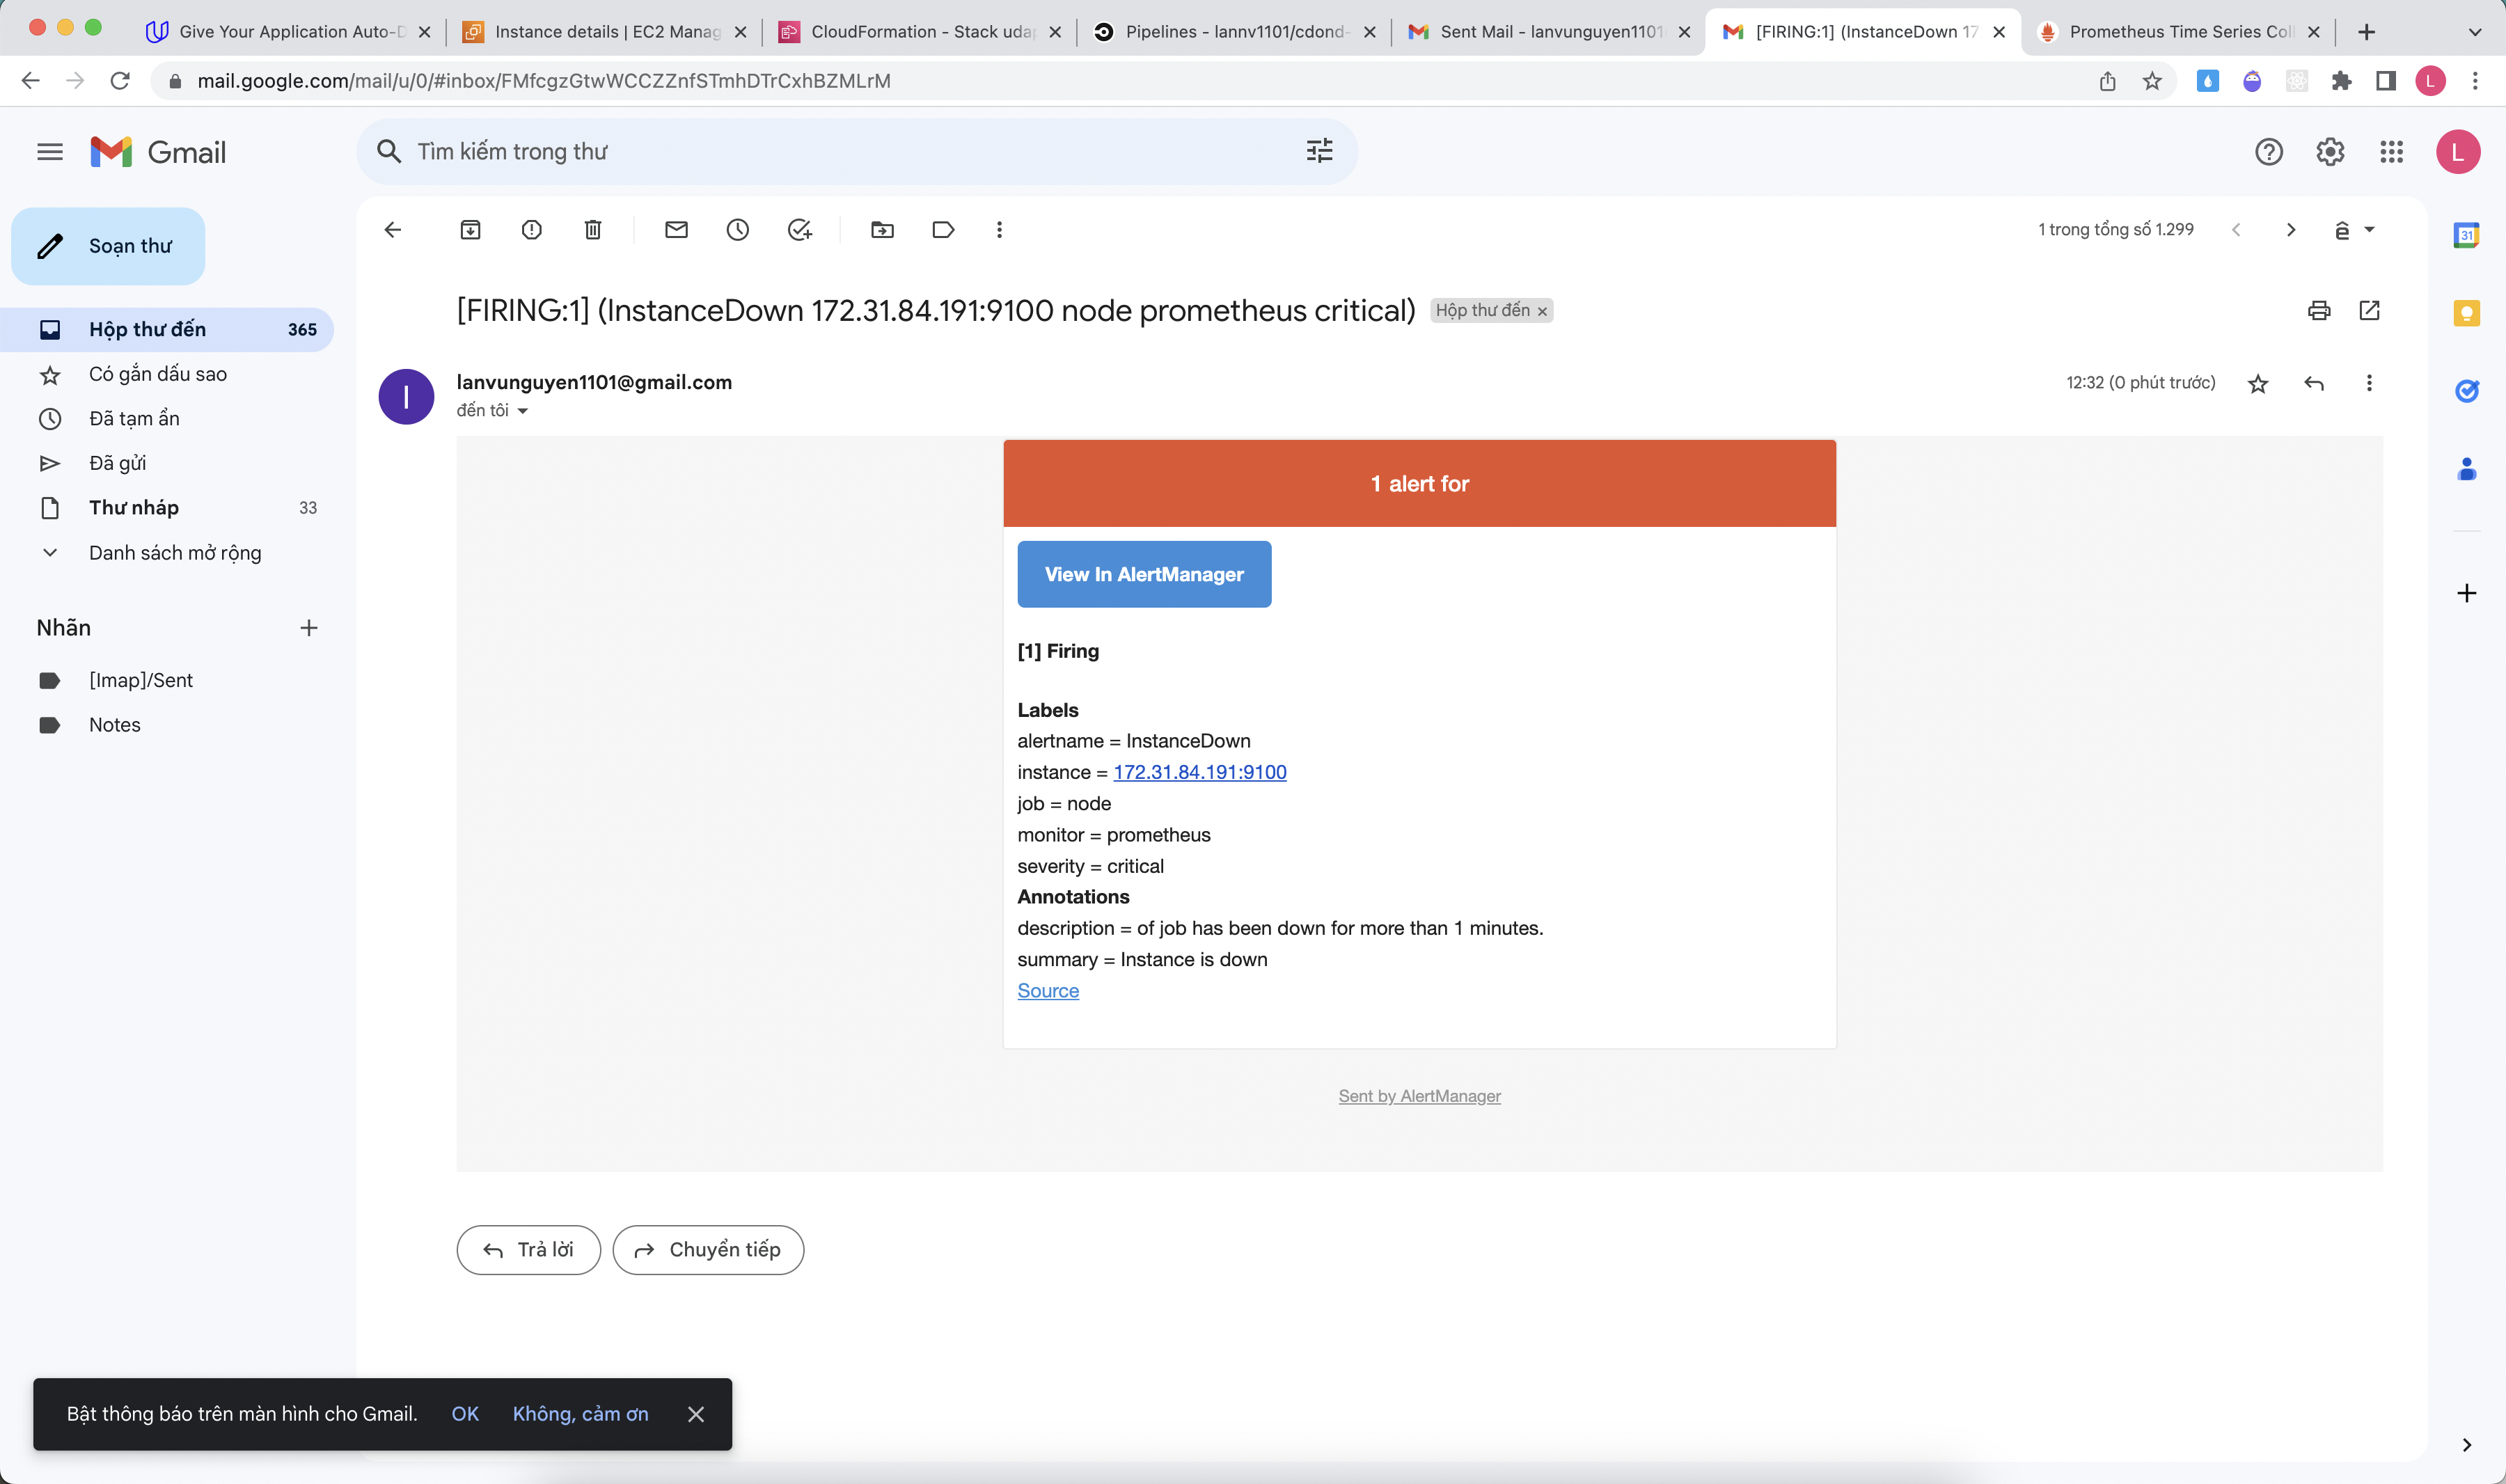 Give Your Application Auto-D
Instance details | EC2 Manag
CloudFormation - Stack uda
Pipelines - lannv1101/cdond-
Sent Mail - lanvunguyen1101
[FIRING:1] (InstanceDown 17
Prometheus Time Series Coll
mail.google.com/mail/u/0/#inbox/FMfcgzGtwWCCZZnfSTmhDTrCxhBZMLrM
L
Gmail
Tìm kiếm trong thư
L
Soạn thư
1 trong tổng số 1.299
ê
31
[FIRING:1] (InstanceDown 172.31.84.191:9100 node prometheus critical)
Hộp thư đến ×
Hộp thư đến 365
Có gắn dấu sao
Đã tạm ẩn
Đã gửi
Thư nháp 33
Danh sách mở rộng
Nhãn
[Imap]/Sent
Notes
l
lanvunguyen1101@gmail.com
12:32 (0 phút trước)
đến tôi
1 alert for
View In AlertManager
[1] Firing
Labels
alertname = InstanceDown
instance = 172.31.84.191:9100
job = node
monitor = prometheus
severity = critical
Annotations
description = of job has been down for more than 1 minutes.
summary = Instance is down
Source
Sent by AlertManager
Trả lời
Chuyển tiếp
Bật thông báo trên màn hình cho Gmail. OK Không, cảm ơn